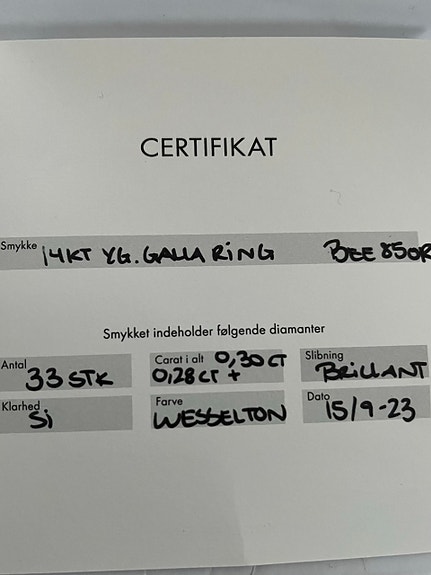 CERTIFIKAT
Smykke 14KT YG. GALLA RING BEE 850R
Smykket indeholder følgende diamanter
Antal 33 STK
Carat i alt 0,30 CT
0,28 CT +
Slibning BRILLANT
Klarhed Si
Farve WESSELTON
Dato 15/9-23